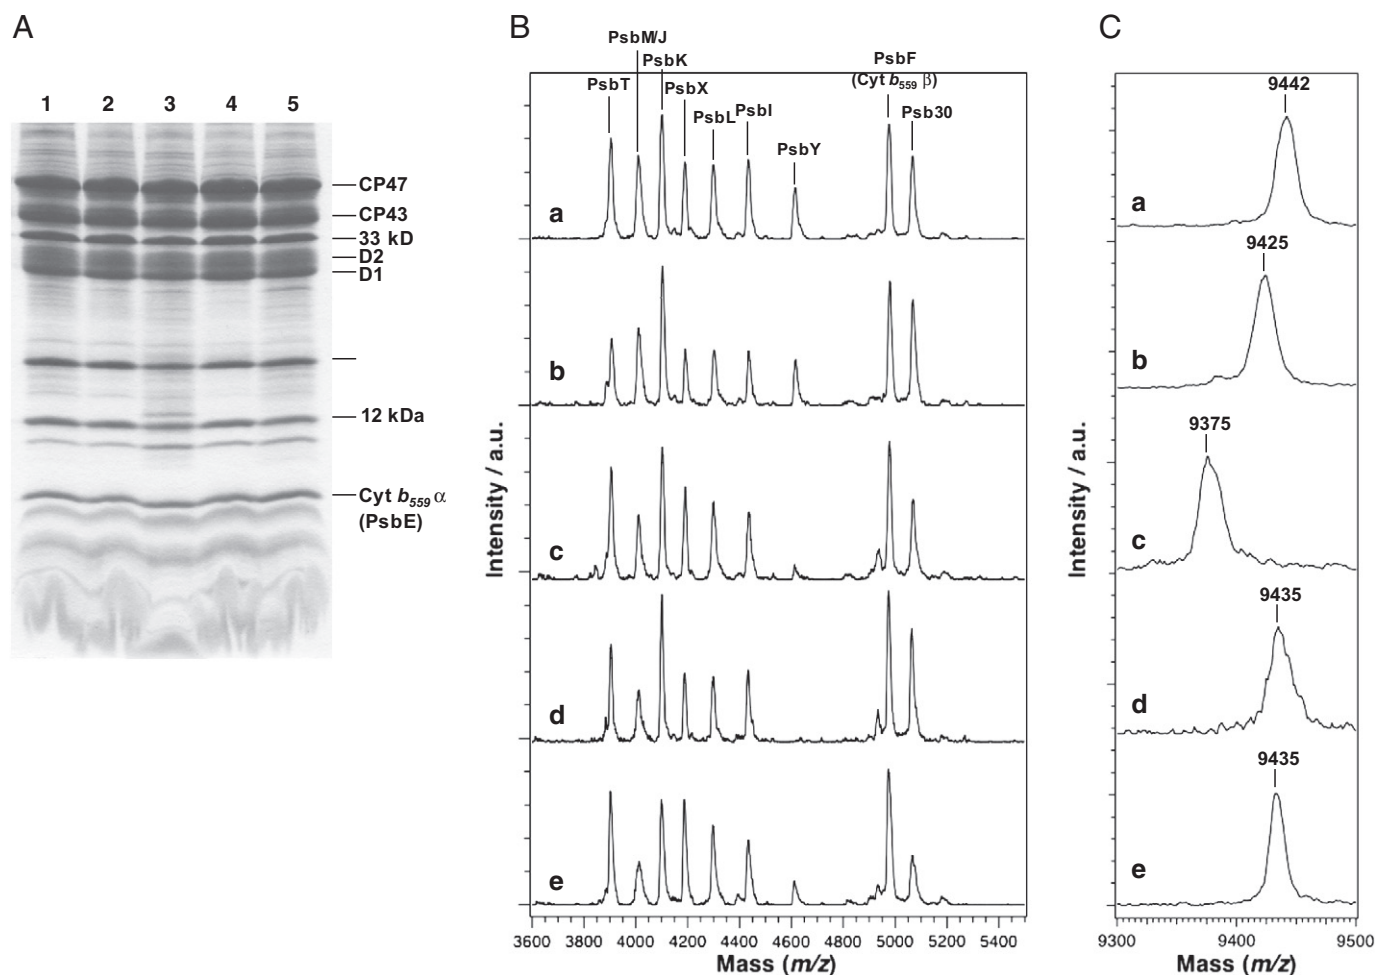 A
B
C
1 2 3 4 5
CP47
CP43
33 kD
D2
D1
12 kDa
Cyt b559 α
(PsbE)
PsbM/J
PsbK
PsbT
PsbX
PsbL
PsbI
PsbY
PsbF
(Cyt b559 β)
Psb30
a
b
c
d
e
Intensity / a.u.
3600 4000 4200 4400 4600 5000 5200 5400
Mass (m/z)
9442
a
9425
b
9375
c
9435
d
9435
e
Intensity / a.u.
9300 9400 9500
Mass (m/z)